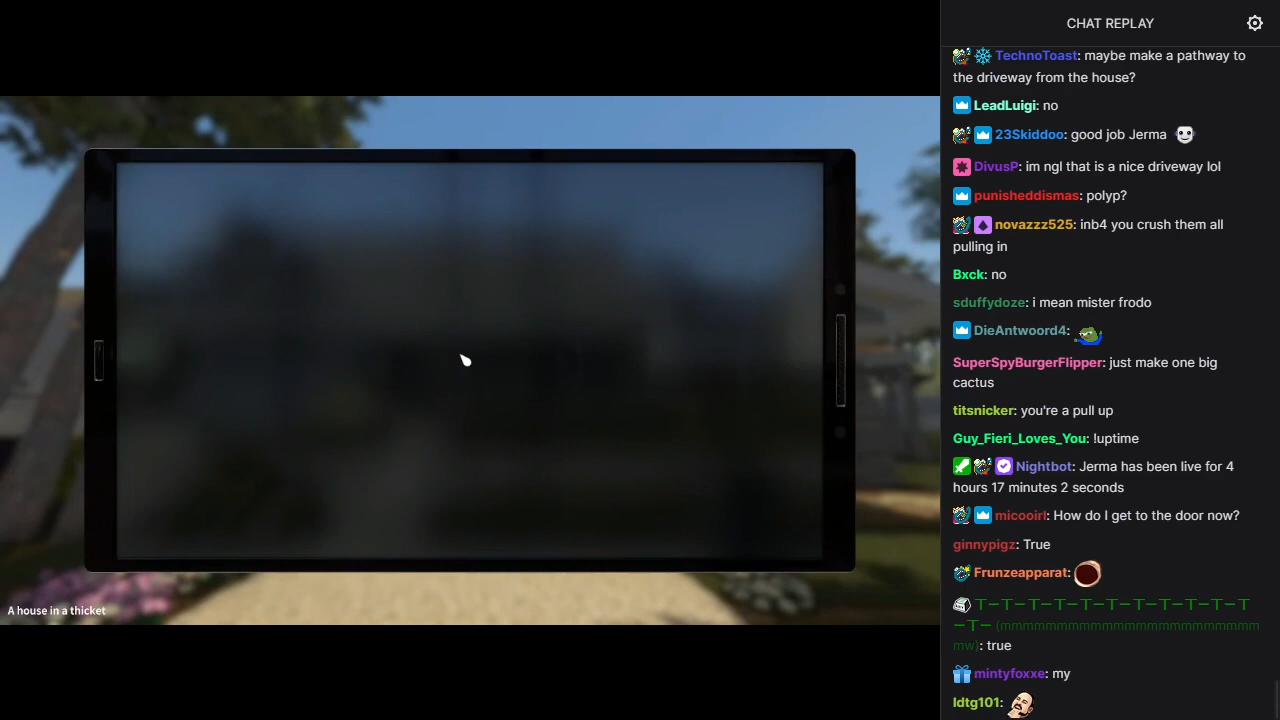 CHAT REPLAY
TechnoToast: maybe make a pathway to
the driveway from the house?
LeadLuigi: no
23Skiddoo: good job Jerma
DivusP: im ngl that is a nice driveway lol
punisheddismas: polyp?
novazzz525: inb4 you crush them all
pulling in
Bxck: no
sduffydoze: i mean mister frodo
DieAntwoord4:
SuperSpyBurgerFlipper: just make one big
cactus
titsnicker: you're a pull up
Guy_Fieri_Loves_You: !uptime
Nightbot: Jerma has been live for 4
hours 17 minutes 2 seconds
micooirl: How do I get to the door now?
ginnypigz: True
Frunzeapparat:
: true
mintyfoxxe: my
ldtg101:
A house in a thicket